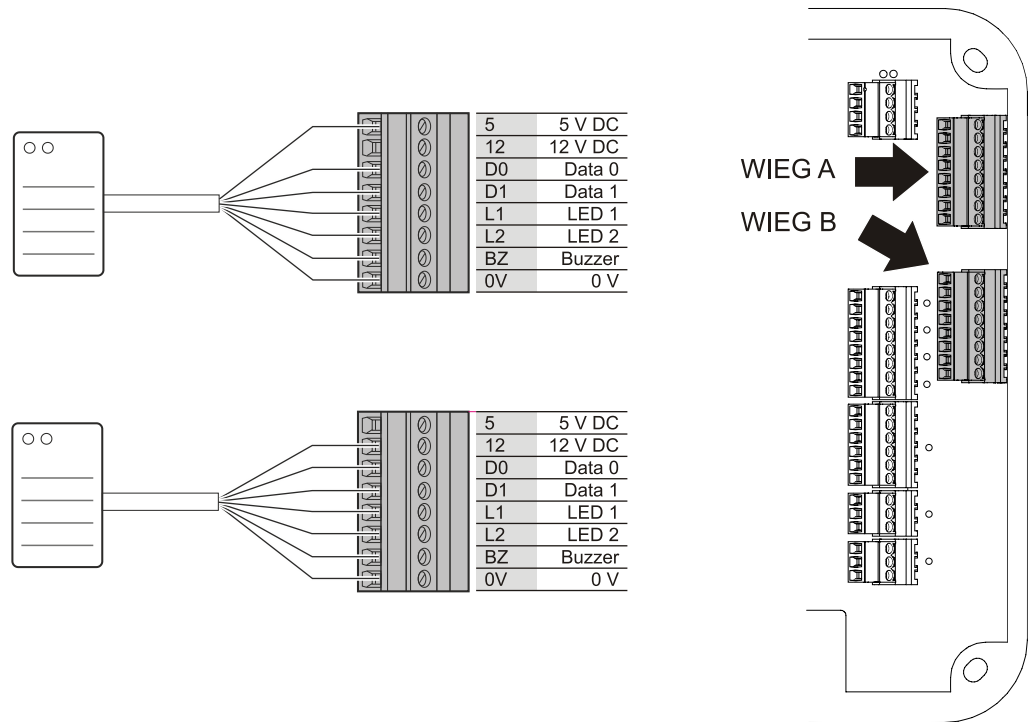 5 5 V DC
12 12 V DC
D0 Data 0
D1 Data 1
L1 LED 1
L2 LED 2
BZ Buzzer
0V 0 V
5 5 V DC
12 12 V DC
D0 Data 0
D1 Data 1
L1 LED 1
L2 LED 2
BZ Buzzer
0V 0 V
WIEG A
WIEG B